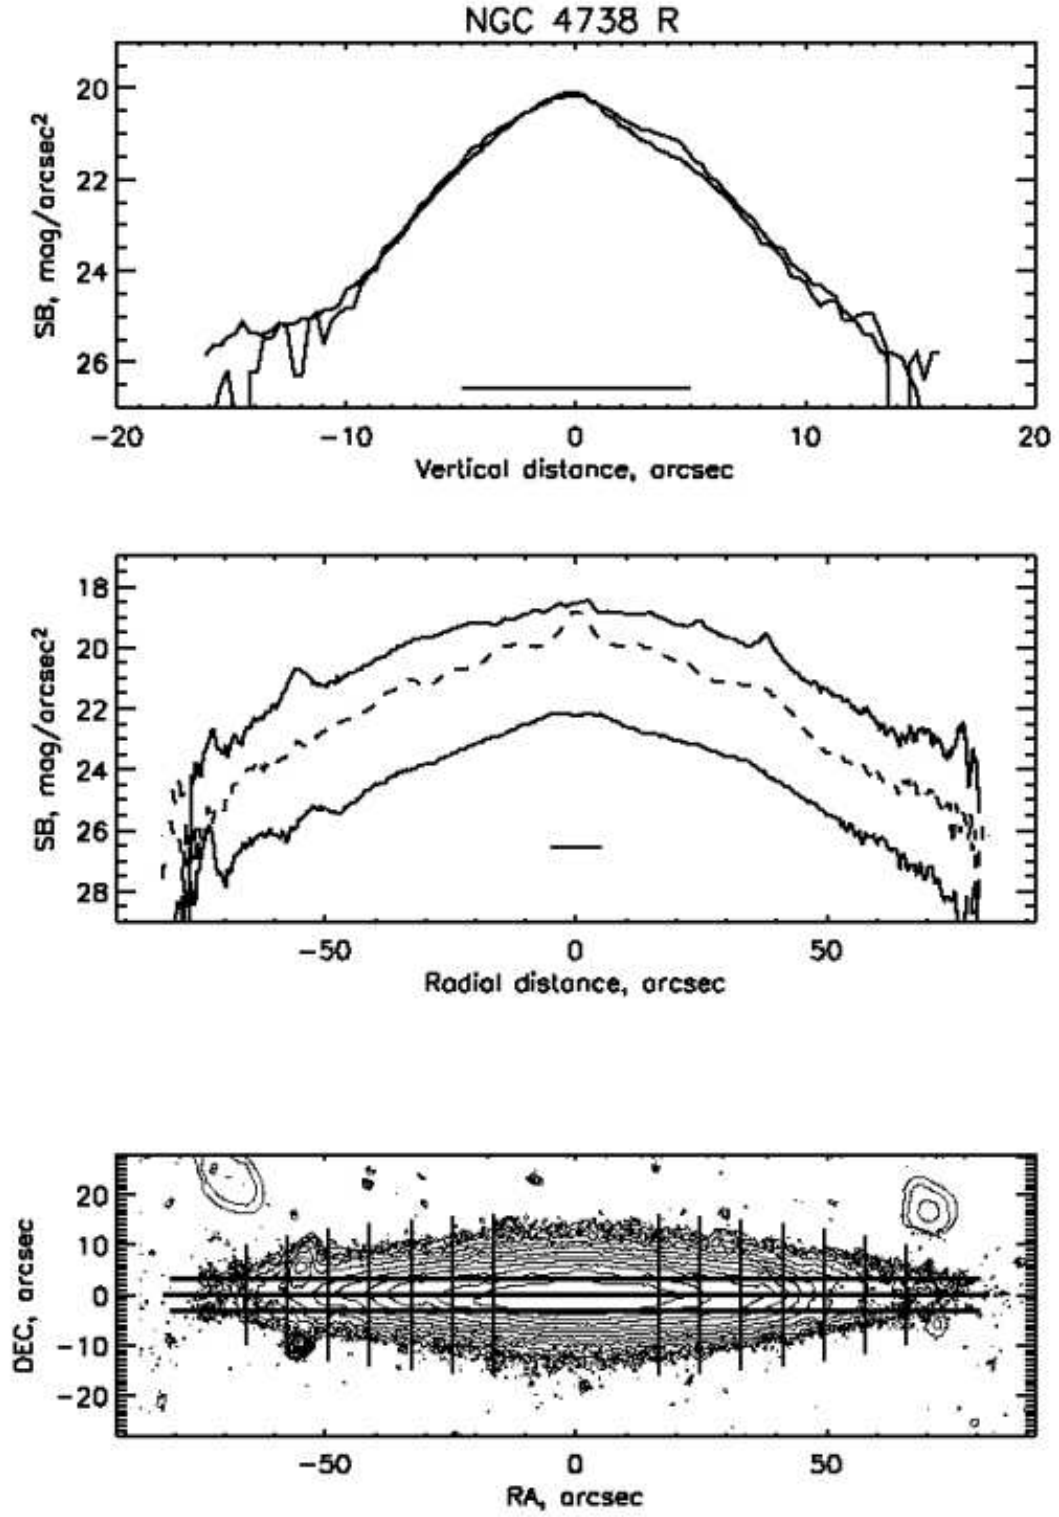 NGC 4738 R
SB, mag/arcsec²
20
22
24
26
-20 -10 0 10 20
Vertical distance, arcsec
SB, mag/arcsec²
18
20
22
24
26
28
-50 0 50
Radial distance, arcsec
DEC, arcsec
20
10
0
-10
-20
-50 0 50
RA, arcsec